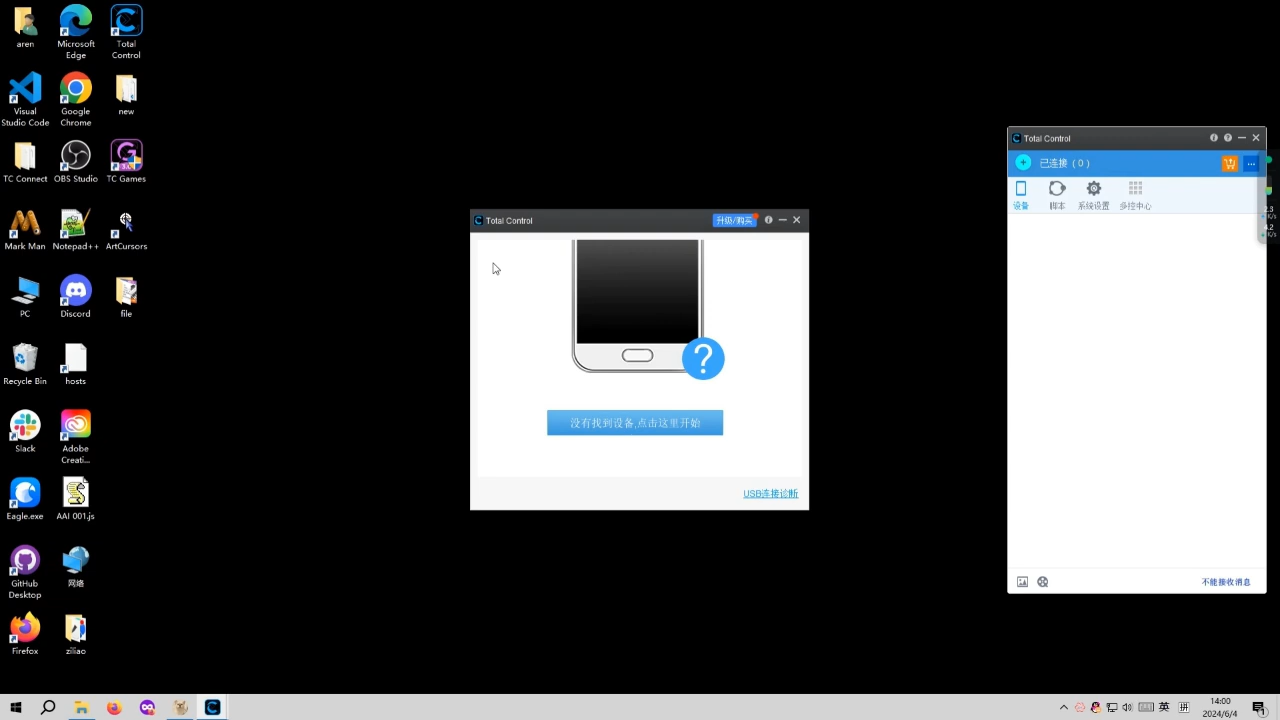 aren
Microsoft Edge
Total Control
Visual Studio Code
Google Chrome
new
TC Connect
OBS Studio
TC Games
Mark Man
Notepad++
ArtCursors
PC
Discord
file
Recycle Bin
hosts
Slack
Adobe Creati...
Eagle.exe
AAI 001.js
GitHub Desktop
网络
Firefox
ziliao
Total Control
升级/购买
没有找到设备,点击这里开始
USB连接诊断
Total Control
已连接 ( 0 )
设备
脚本
系统设置
多控中心
不能接收消息
英
拼
14:00
2024/6/4